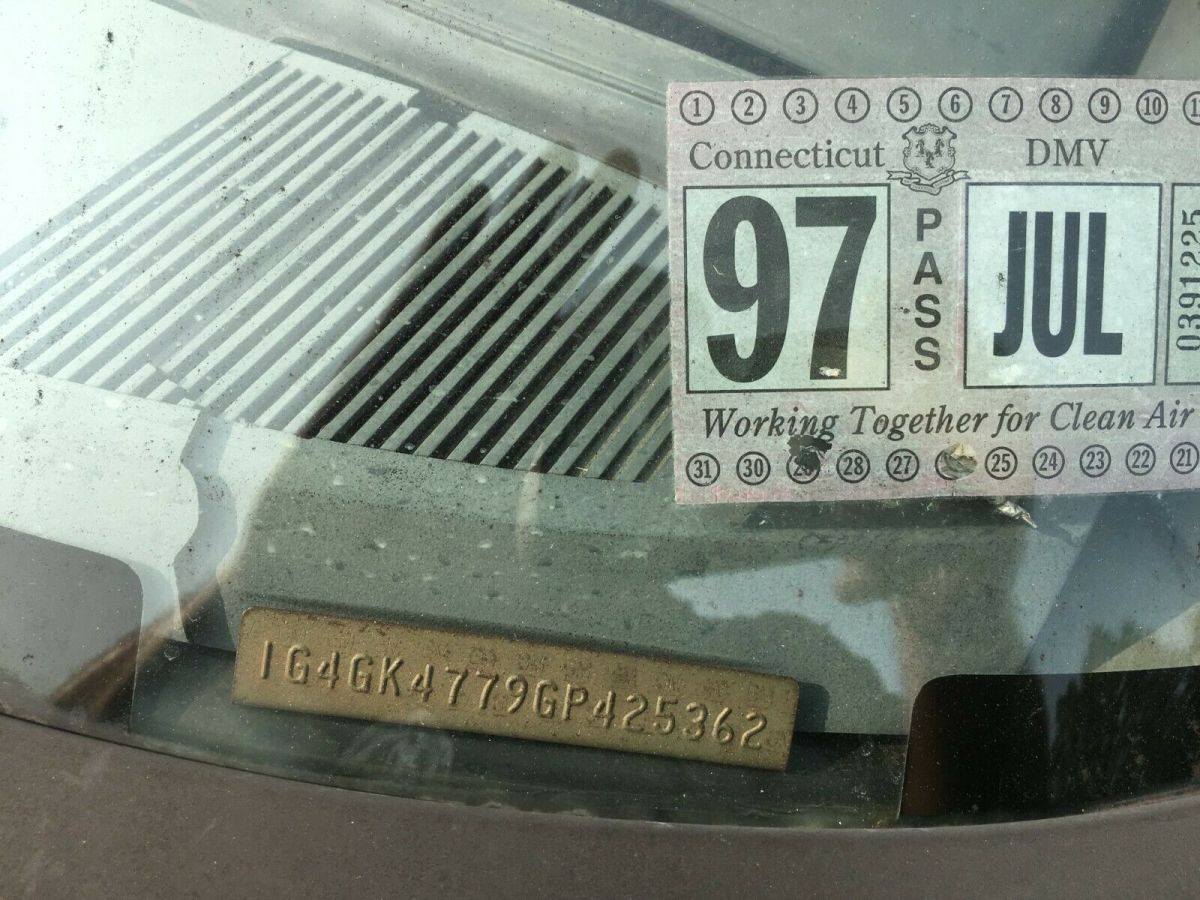 1 2 3 4 5 6 7 8 9 10
Connecticut DMV
97 PASS JUL 0391225
Working Together for Clean Air
31 30 28 27 25 24 23 22 21
1G4GK4779GP425362